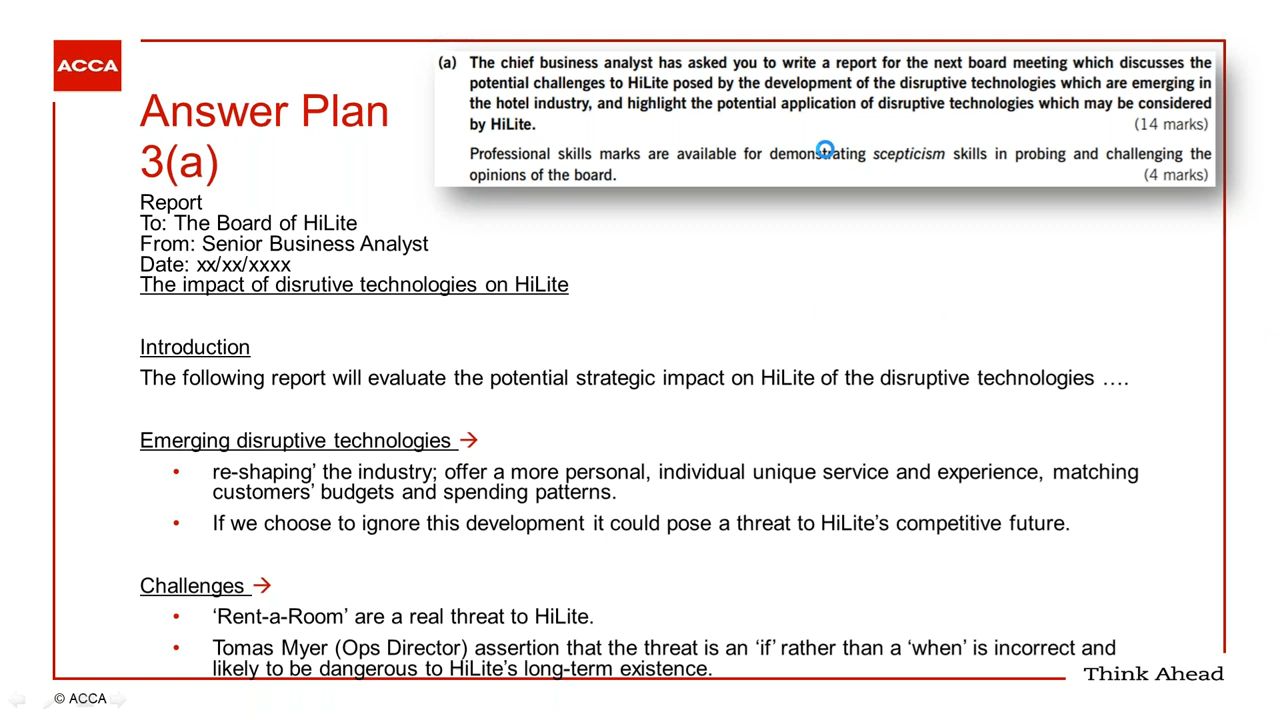 ACCA
Answer Plan
3(a)
(a) The chief business analyst has asked you to write a report for the next board meeting which discusses the
potential challenges to HiLite posed by the development of the disruptive technologies which are emerging in
the hotel industry, and highlight the potential application of disruptive technologies which may be considered
by HiLite. (14 marks)
Professional skills marks are available for demonstrating scepticism skills in probing and challenging the
opinions of the board. (4 marks)
Report
To: The Board of HiLite
From: Senior Business Analyst
Date: xx/xx/xxxx
The impact of disrutive technologies on HiLite
Introduction
The following report will evaluate the potential strategic impact on HiLite of the disruptive technologies ….
Emerging disruptive technologies →
• re-shaping’ the industry; offer a more personal, individual unique service and experience, matching
customers’ budgets and spending patterns.
• If we choose to ignore this development it could pose a threat to HiLite’s competitive future.
Challenges →
• ‘Rent-a-Room’ are a real threat to HiLite.
• Tomas Myer (Ops Director) assertion that the threat is an ‘if’ rather than a ‘when’ is incorrect and
likely to be dangerous to HiLite’s long-term existence.
Think Ahead
© ACCA